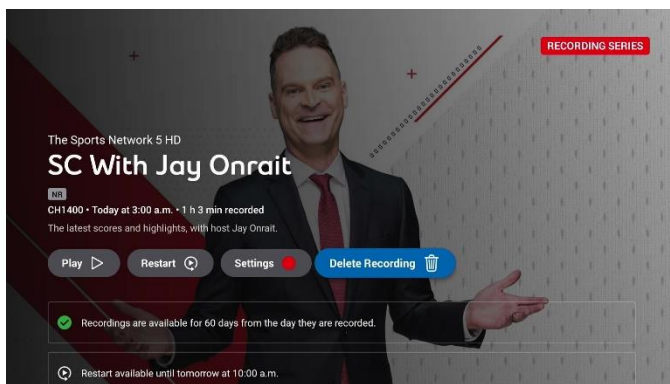 RECORDING SERIES
The Sports Network 5 HD
SC With Jay Onrait
NR
CH1400 • Today at 3:00 a.m. • 1 h 3 min recorded
The latest scores and highlights, with host Jay Onrait.
Play Restart Settings Delete Recording
Recordings are available for 60 days from the day they are recorded.
Restart available until tomorrow at 10:00 a.m.